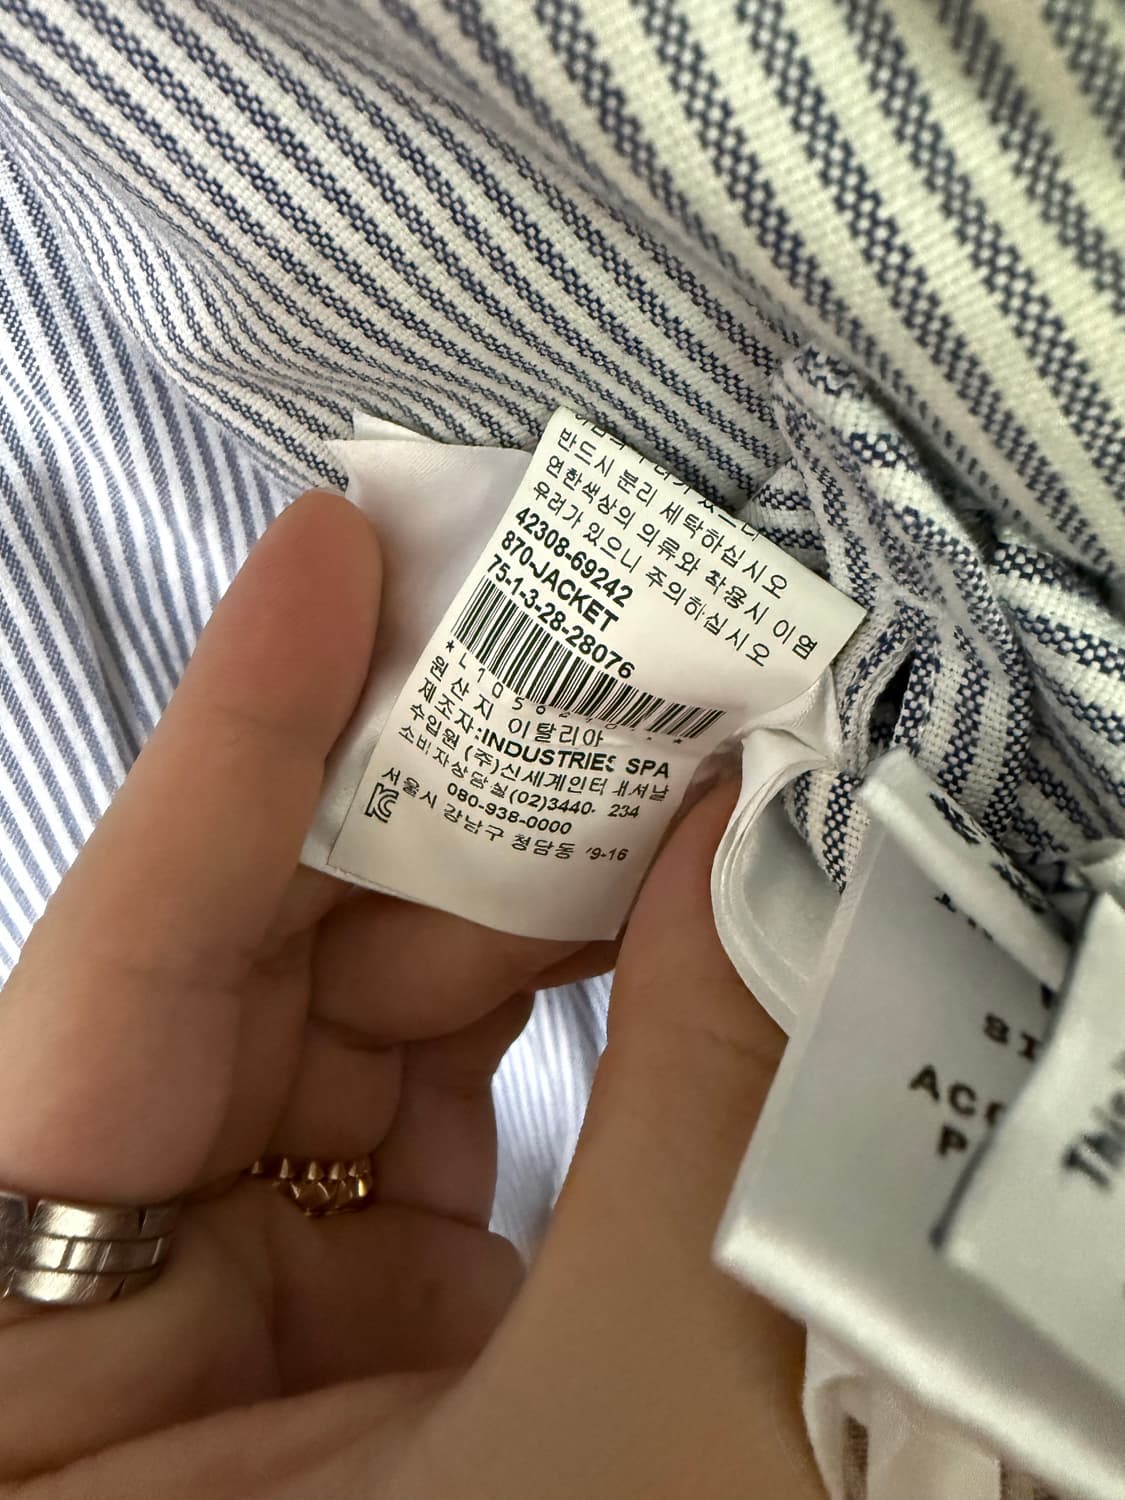 반드시 분리 세탁하십시오
연한색상의 의류와 착용시 이염
우려가 있으니 주의하십시오
42308-69242
870-JACKET
75-1-3-28-28076
원산지 이탈리아
제조자:INDUSTRIES SPA
수입원 (주)신세계인터내셔날
소비자상담실(02)3440- 234
080-938-0000
서울시 강남구 청담동 9-16
ACC